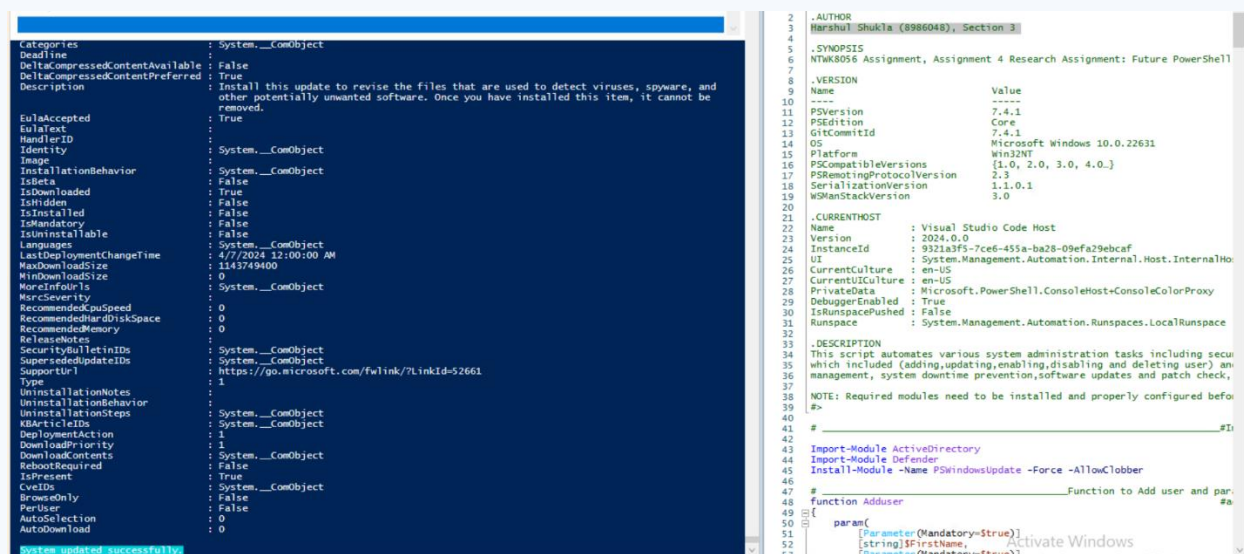 Categories : System.__ComObject
Deadline :
DeltaCompressedContentAvailable : False
DeltaCompressedContentPreferred : True
Description : Install this update to revise the files that are used to detect viruses, spyware, and
other potentially unwanted software. Once you have installed this item, it cannot be
removed.
EulaAccepted : True
EulaText :
HandlerID :
Identity : System.__ComObject
Image :
InstallationBehavior : System.__ComObject
IsBeta : False
IsDownloaded : True
IsHidden : False
IsInstalled : False
IsMandatory : False
IsUninstallable : False
Languages : System.__ComObject
LastDeploymentChangeTime : 4/7/2024 12:00:00 AM
MaxDownloadSize : 1143749400
MinDownloadSize : 0
MoreInfoUrls : System.__ComObject
MsrcSeverity :
RecommendedCpuSpeed : 0
RecommendedHardDiskSpace : 0
RecommendedMemory : 0
ReleaseNotes :
SecurityBulletinIDs : System.__ComObject
SupersededUpdateIDs : System.__ComObject
SupportUrl : https://go.microsoft.com/fwlink/?LinkId=52661
Type : 1
UninstallationNotes :
UninstallationBehavior :
UninstallationSteps : System.__ComObject
KBArticleIDs : System.__ComObject
DeploymentAction : 1
DownloadPriority : 1
DownloadContents : System.__ComObject
RebootRequired : False
IsPresent : True
CveIDs : System.__ComObject
BrowseOnly : False
PerUser : False
AutoSelection : 0
AutoDownload : 0
System updated successfully.
2 .AUTHOR
3 Harshul Shukla (8986048), Section 3
4
5 .SYNOPSIS
6 NTWK8056 Assignment, Assignment 4 Research Assignment: Future PowerShell
7
8 .VERSION
9 Name Value
10 ---- -----
11 PSVersion 7.4.1
12 PSEdition Core
13 GitCommitId 7.4.1
14 OS Microsoft Windows 10.0.22631
15 Platform Win32NT
16 PSCompatibleVersions {1.0, 2.0, 3.0, 4.0…}
17 PSRemotingProtocolVersion 2.3
18 SerializationVersion 1.1.0.1
19 WSManStackVersion 3.0
20
21 .CURRENTHOST
22 Name : Visual Studio Code Host
23 Version : 2024.0.0
24 InstanceId : 9321a3f5-7ce6-455a-ba28-09efa29ebcaf
25 UI : System.Management.Automation.Internal.Host.InternalHo
26 CurrentCulture : en-US
27 CurrentUICulture : en-US
28 PrivateData : Microsoft.PowerShell.ConsoleHost+ConsoleColorProxy
29 DebuggerEnabled : True
30 IsRunspacePushed : False
31 Runspace : System.Management.Automation.Runspaces.LocalRunspace
32
33 .DESCRIPTION
34 This script automates various system administration tasks including secu
35 which included (adding,updating,enabling,disabling and deleting user) an
36 management, system downtime prevention,software updates and patch check,
37
38 NOTE: Required modules need to be installed and properly configured befo
39 #>
40
41 # ____________________#I
42
43 Import-Module ActiveDirectory
44 Import-Module Defender
45 Install-Module -Name PSWindowsUpdate -Force -AllowClobber
46
47 # ____________________Function to Add user and par
48 function Adduser #a
49 {
50 param(
51 [Parameter(Mandatory=$true)]
52 [string]$FirstName,
Activate Windows